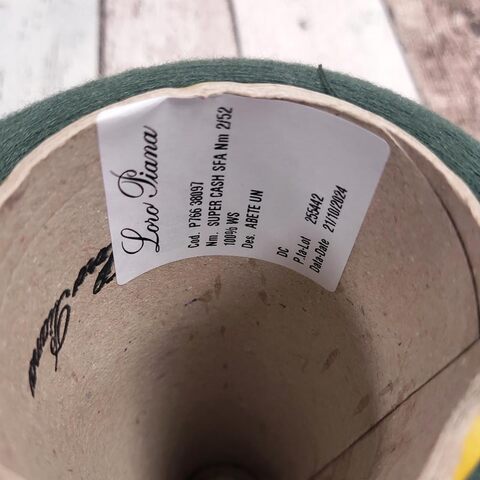 Loro Piana
Cod. P766 38097
Nm. SUPER CASH SFA Nm 2/52
100% WS
Des. ABETE UN
DC
P.ta-Lot 255442
Data-Date 21/10/2024